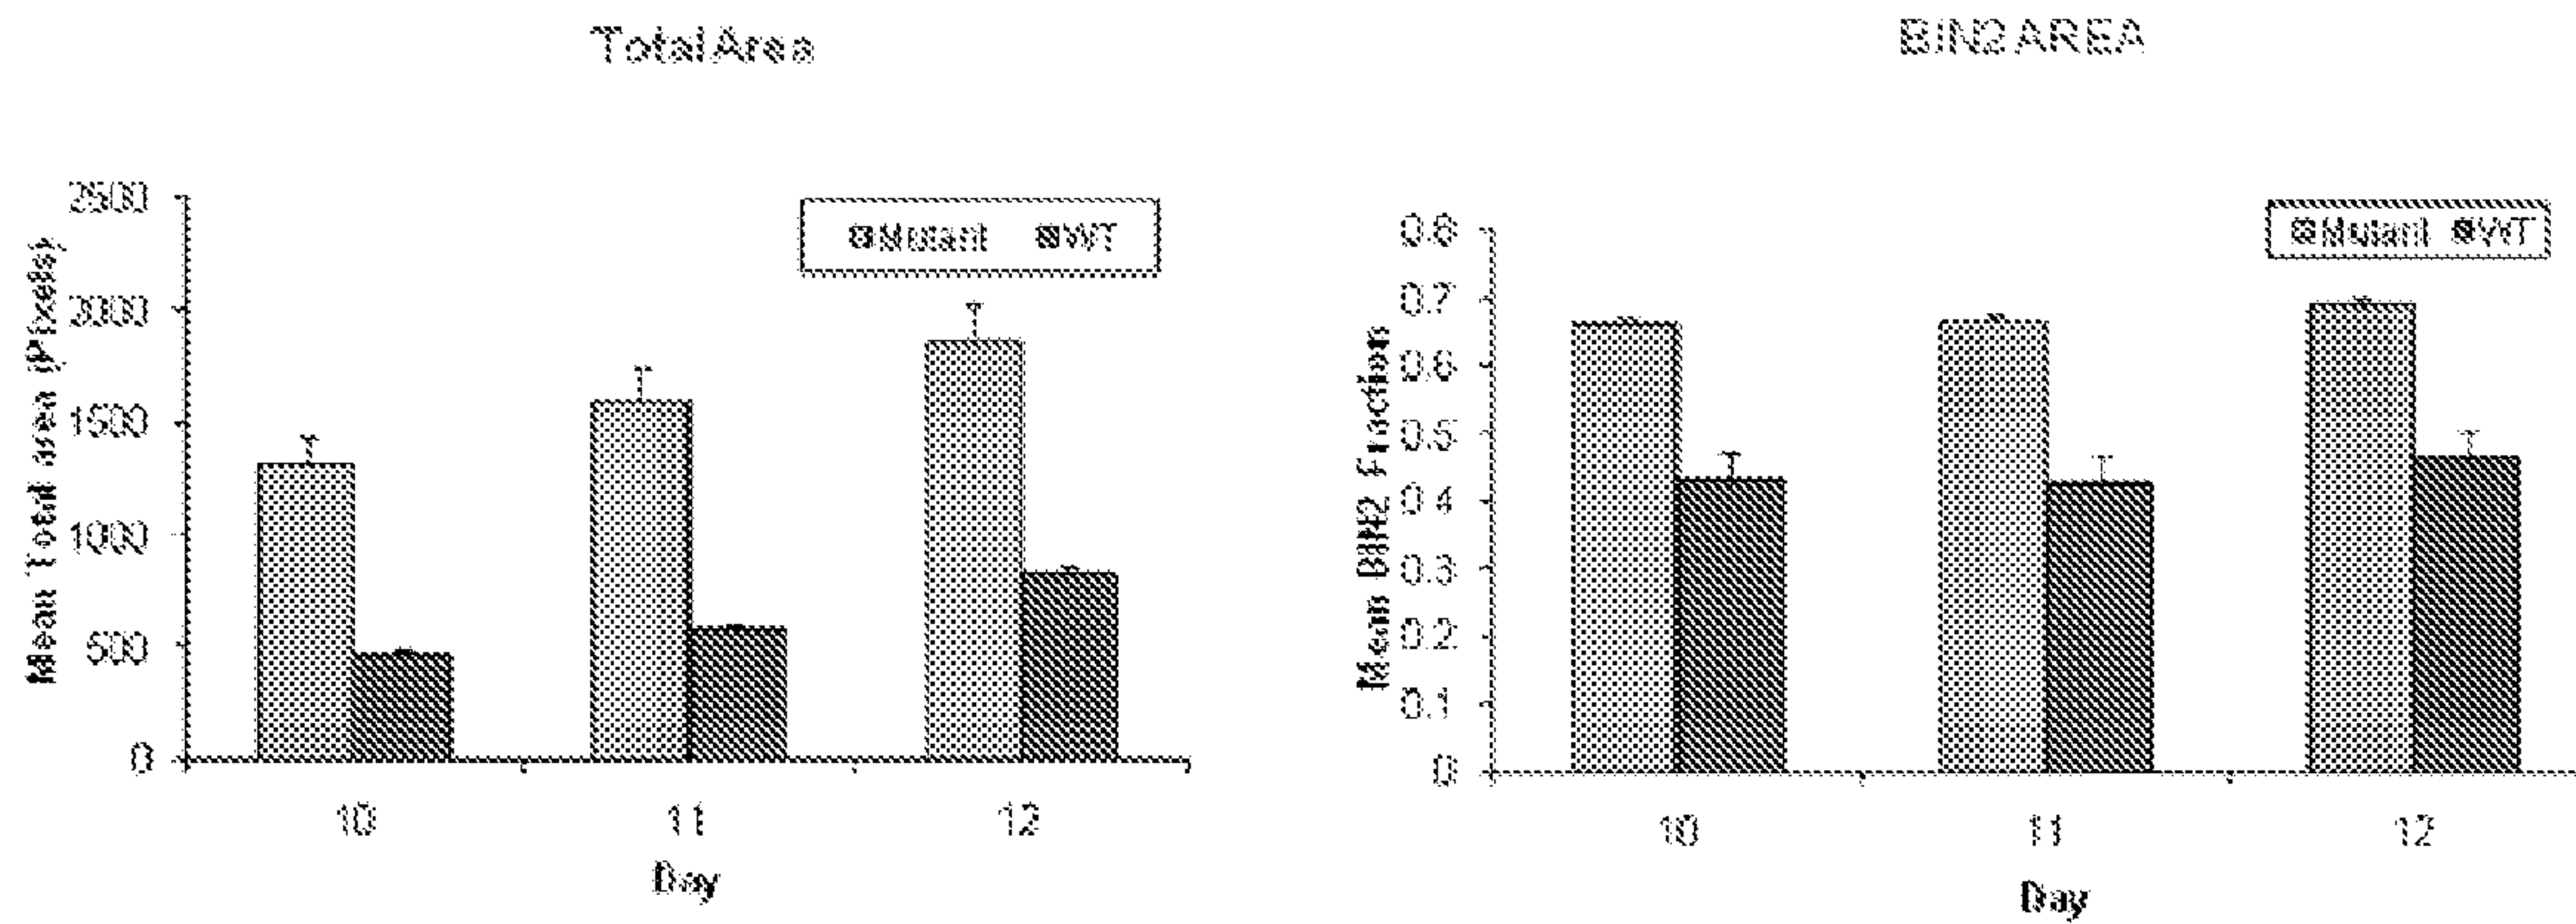 Total Area
Mean Total area (Pixels)
2500
2000
1500
1000
500
0
Mutant WT
10 11 12
Day
BIN2 AREA
Mean BIN2 Fraction
0.8
0.7
0.6
0.5
0.4
0.3
0.2
0.1
0
Mutant WT
10 11 12
Day